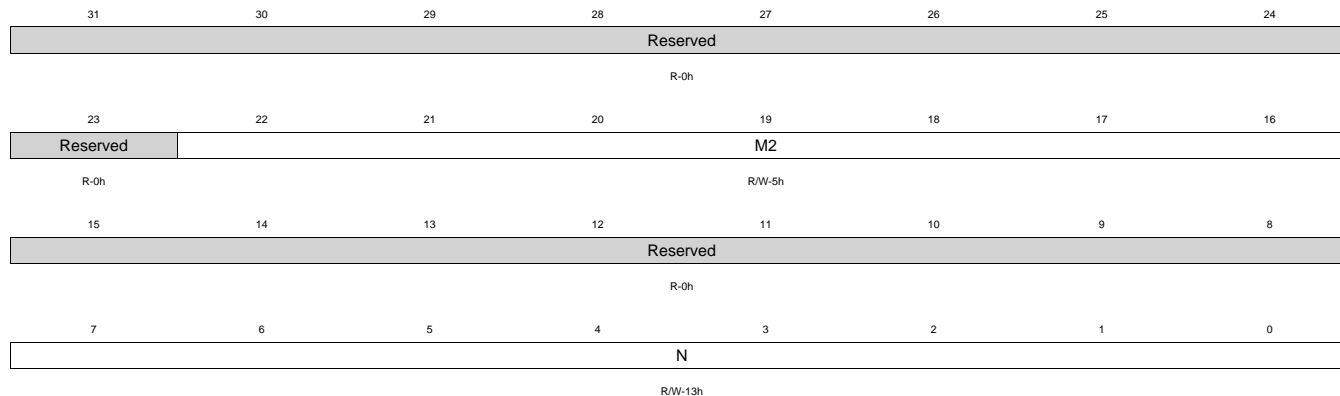 31 30 29 28 27 26 25 24
Reserved
R-0h
23 22 21 20 19 18 17 16
Reserved M2
R-0h R/W-5h
15 14 13 12 11 10 9 8
Reserved
R-0h
7 6 5 4 3 2 1 0
N
R/W-13h